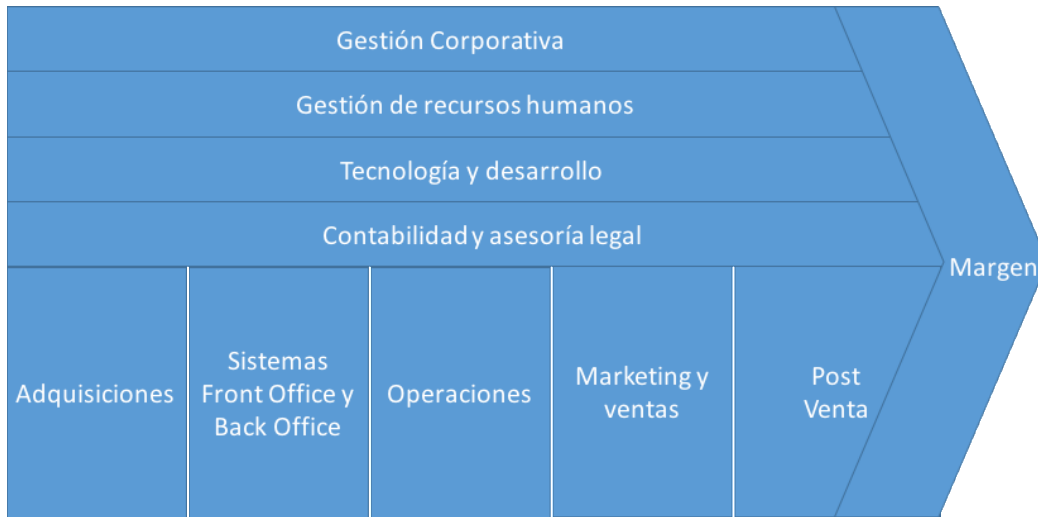 Gestión Corporativa
Gestión de recursos humanos
Tecnología y desarrollo
Contabilidad y asesoría legal
Margen
Adquisiciones
Sistemas
Front Office y
Back Office
Operaciones
Marketing y
ventas
Post
Venta